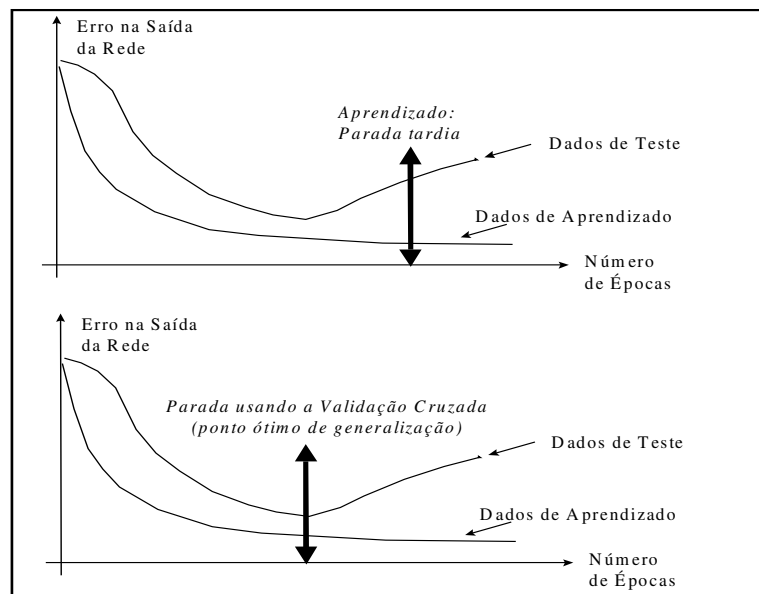 Erro na Saída
da Rede
Aprendizado:
Parada tardia
Dados de Teste
Dados de Aprendizado
Número
de Épocas
Erro na Saída
da Rede
Parada usando a Validação Cruzada
(ponto ótimo de generalização)
Dados de Teste
Dados de Aprendizado
Número
de Épocas